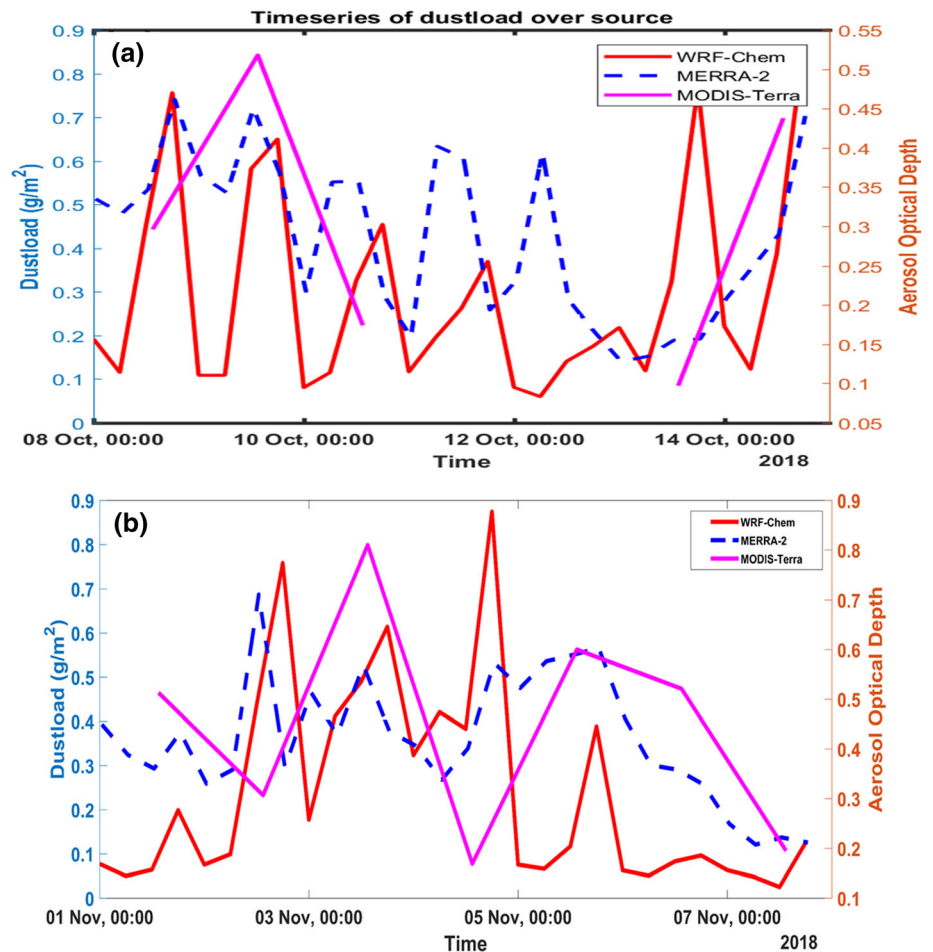 Timeseries of dustload over source
(a)
WRF-Chem
MERRA-2
MODIS-Terra
Dustload (g/m²)
0.9
0.8
0.7
0.6
0.5
0.4
0.3
0.2
0.1
0
Aerosol Optical Depth
0.55
0.5
0.45
0.4
0.35
0.3
0.25
0.2
0.15
0.1
0.05
08 Oct, 00:00
10 Oct, 00:00
12 Oct, 00:00
14 Oct, 00:00
Time
2018
(b)
WRF-Chem
MERRA-2
MODIS-Terra
Dustload (g/m²)
0.9
0.8
0.7
0.6
0.5
0.4
0.3
0.2
0.1
0
Aerosol Optical Depth
0.9
0.8
0.7
0.6
0.5
0.4
0.3
0.2
0.1
01 Nov, 00:00
03 Nov, 00:00
05 Nov, 00:00
07 Nov, 00:00
Time
2018